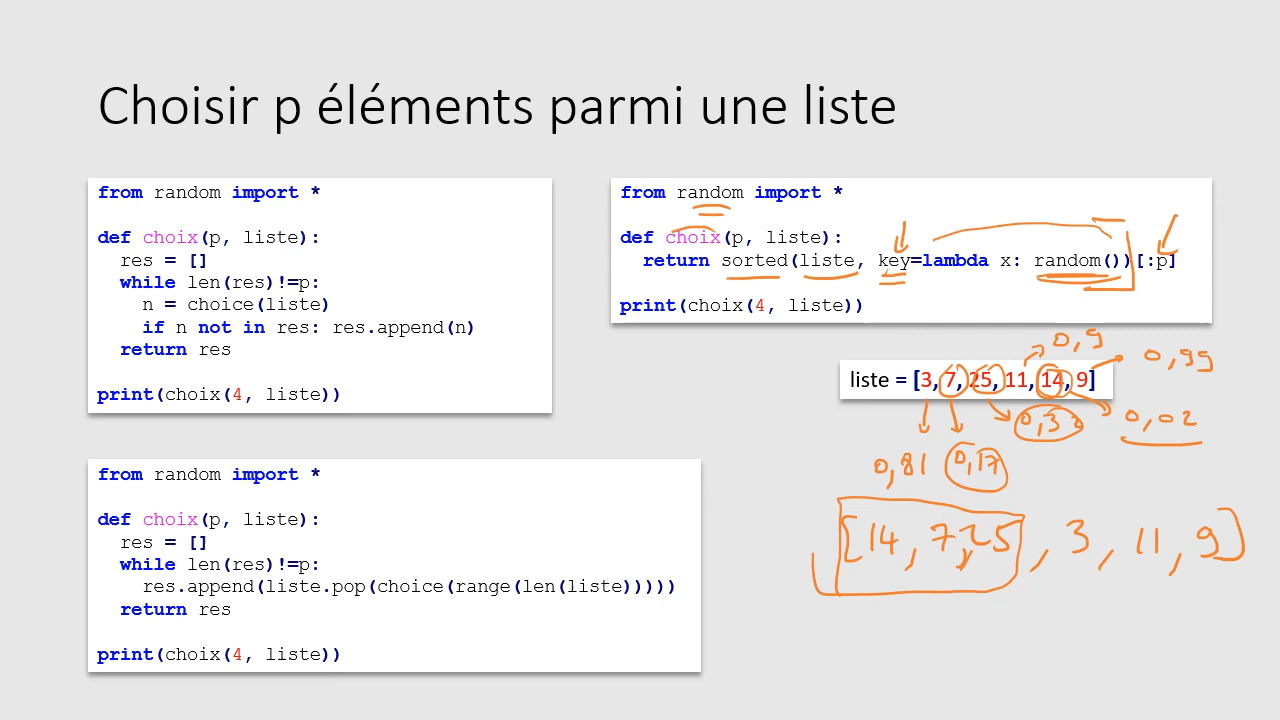 Choisir p éléments parmi une liste
from random import *
def choix(p, liste):
res = []
while len(res)!=p:
n = choice(liste)
if n not in res: res.append(n)
return res
print(choix(4, liste))
from random import *
def choix(p, liste):
res = []
while len(res)!=p:
res.append(liste.pop(choice(range(len(liste)))))
return res
print(choix(4, liste))
from random import *
def choix(p, liste):
return sorted(liste, key=lambda x: random())[:p]
print(choix(4, liste))
0,9
0,99
liste = [3, 7, 25, 11, 14, 9]
0,32
0,02
0,81
0,17
[14, 7, 25, 3, 11, 9]